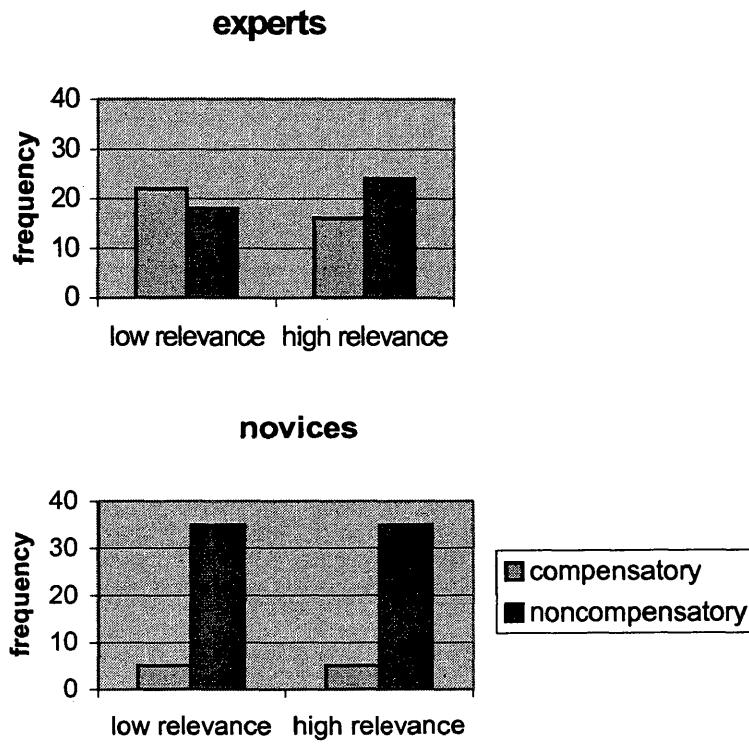 experts
40
30
20
10
0
frequency
low relevance high relevance
novices
40
30
20
10
0
frequency
low relevance high relevance
compensatory
noncompensatory